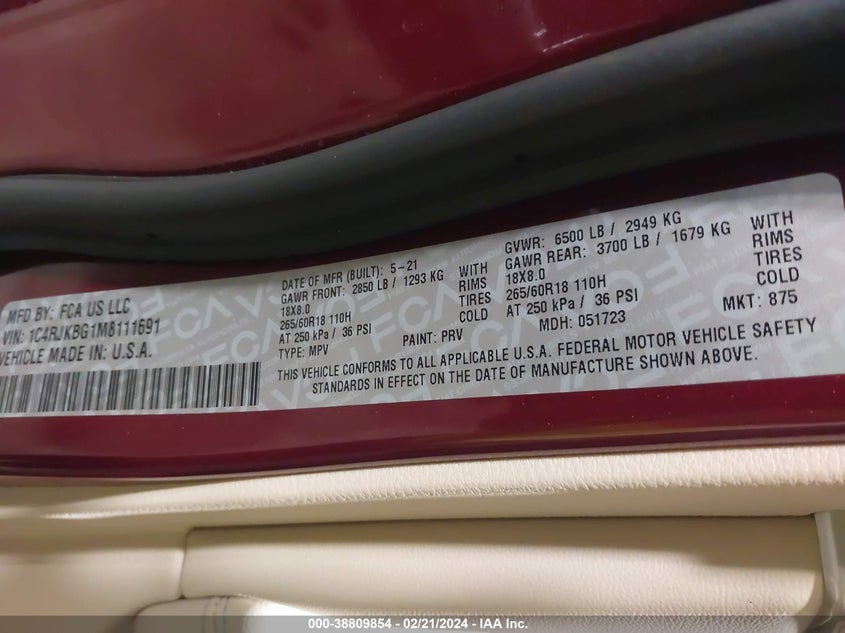 MFD BY: FCA US LLC
VIN: 1C4RJKBG1M8111691
VEHICLE MADE IN: U.S.A.
DATE OF MFR (BUILT): 5-21
GAWR FRONT: 2850 LB / 1293 KG WITH
18X8.0 RIMS
265/60R18 110H TIRES
AT 250 kPa / 36 PSI COLD
TYPE: MPV PAINT: PRV
GVWR: 6500 LB / 2949 KG
GAWR REAR: 3700 LB / 1679 KG WITH
18X8.0 RIMS
265/60R18 110H TIRES
AT 250 kPa / 36 PSI COLD
MDH: 051723 MKT: 875
THIS VEHICLE CONFORMS TO ALL APPLICABLE U.S.A. FEDERAL MOTOR VEHICLE SAFETY
STANDARDS IN EFFECT ON THE DATE OF MANUFACTURE SHOWN ABOVE.
000-38809854 - 02/21/2024 - IAA Inc.